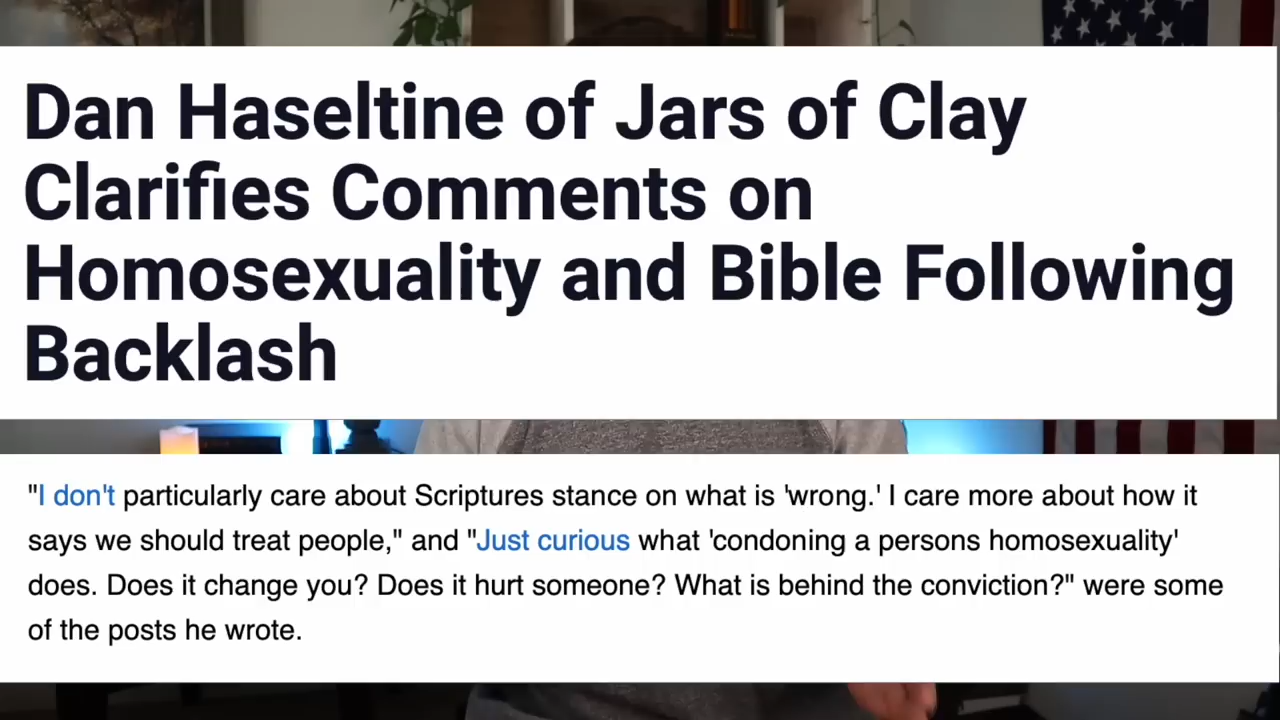 Dan Haseltine of Jars of Clay
Clarifies Comments on
Homosexuality and Bible Following
Backlash
"I don't particularly care about Scriptures stance on what is 'wrong.' I care more about how it
says we should treat people," and "Just curious what 'condoning a persons homosexuality'
does. Does it change you? Does it hurt someone? What is behind the conviction?" were some
of the posts he wrote.